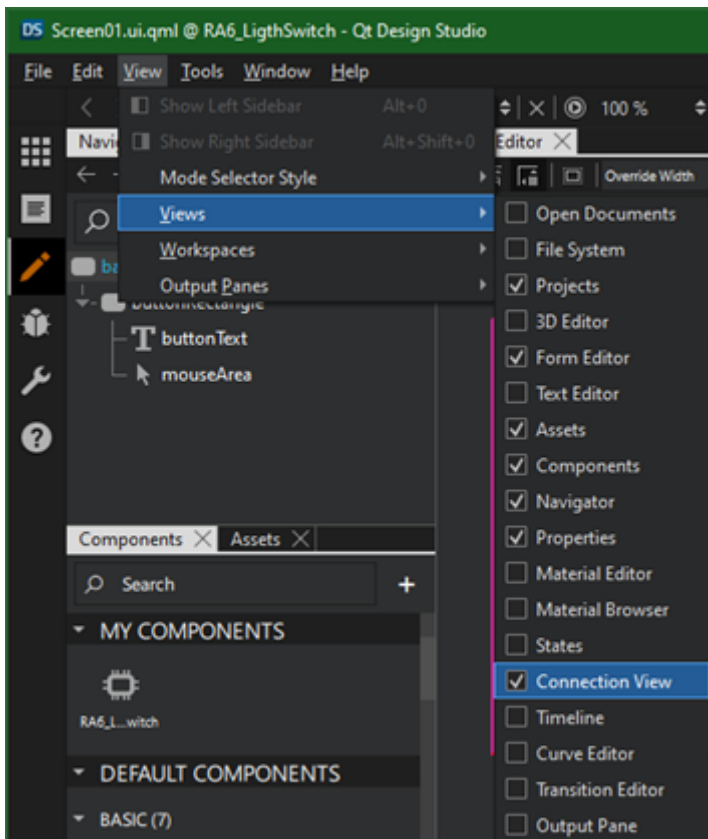 DS Screen01.ui.qml @ RA6_LigthSwitch - Qt Design Studio
File Edit View Tools Window Help
Show Left Sidebar Alt+0
100 %
Show Right Sidebar Alt+Shift+0
Editor
Mode Selector Style
Override Width
Views
Workspaces
Output Panes
Open Documents
File System
Projects
3D Editor
Form Editor
Text Editor
Assets
Components
Navigator
Properties
Material Editor
Material Browser
States
Connection View
Timeline
Curve Editor
Transition Editor
Output Pane
buttonRectangle
buttonText
mouseArea
Components
Assets
Search
MY COMPONENTS
RA6_L...witch
DEFAULT COMPONENTS
BASIC (7)